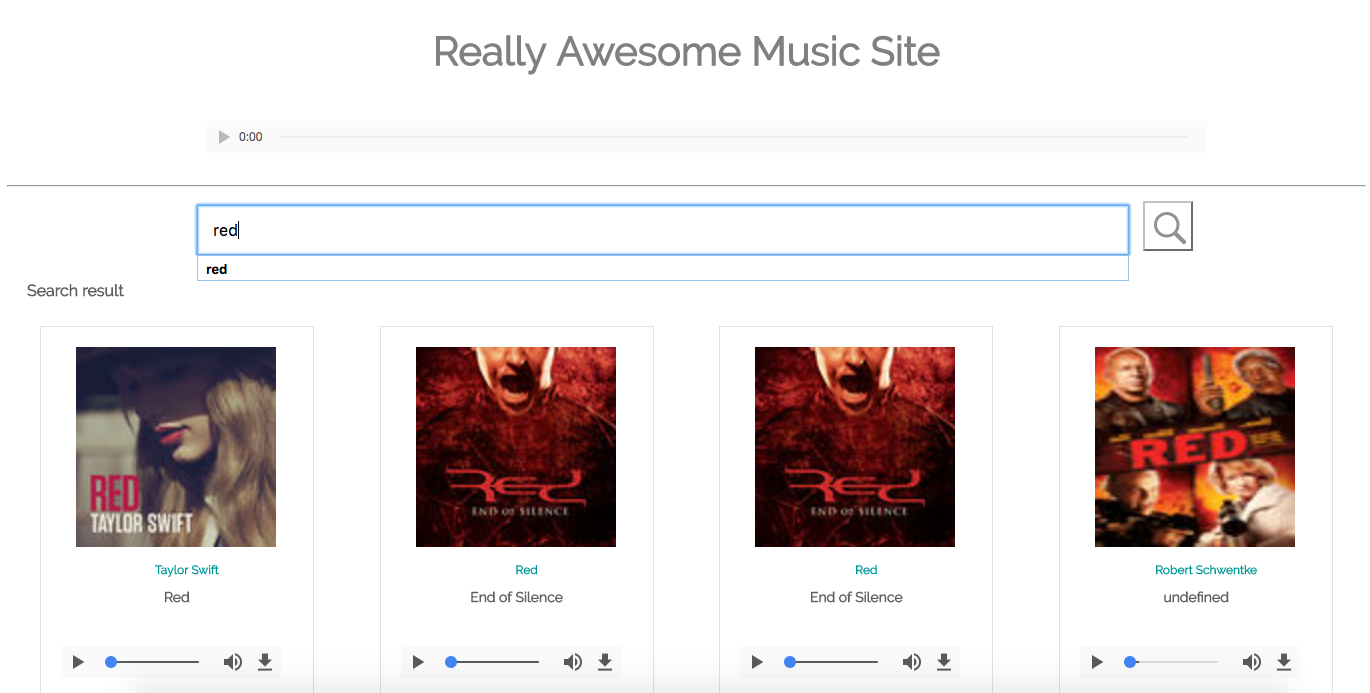 Really Awesome Music Site
0:00
red
red
Search result
RED
TAYLOR SWIFT
Taylor Swift
Red
Red
END OF SILENCE
Red
End of Silence
Red
END OF SILENCE
Red
End of Silence
RED
Robert Schwentke
undefined